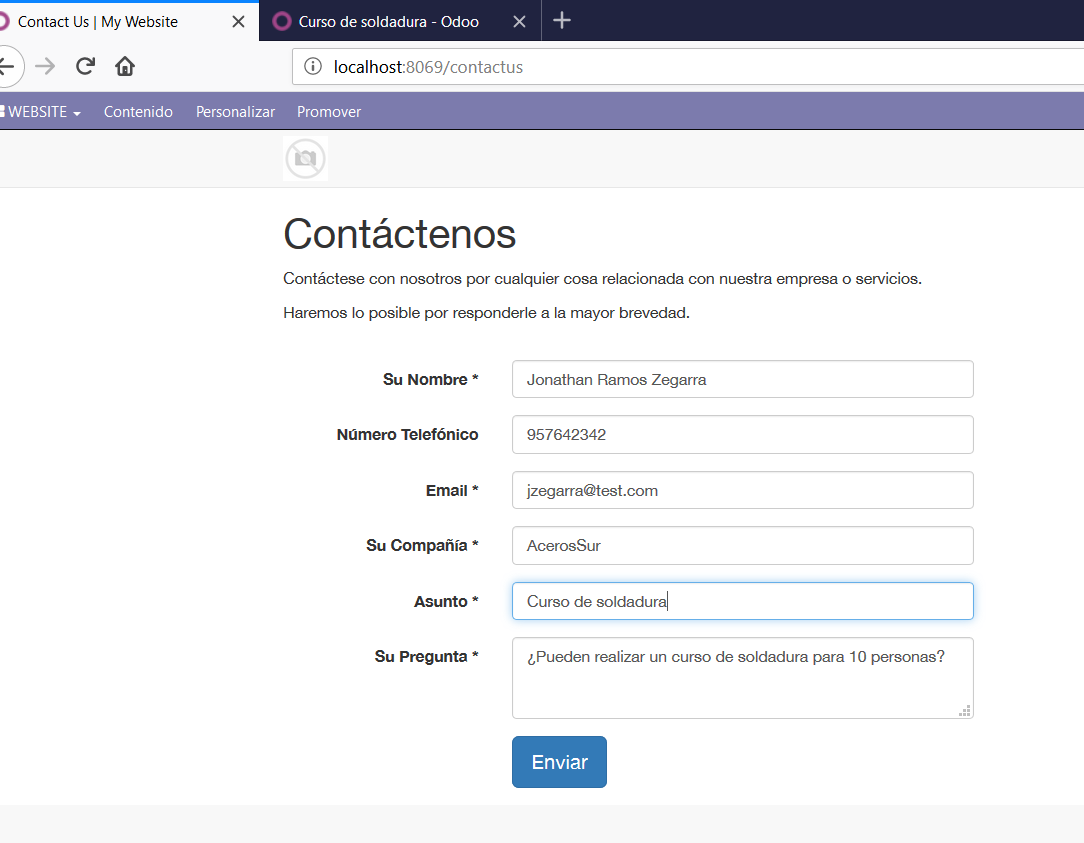 Contact Us | My Website
Curso de soldadura - Odoo
localhost:8069/contactus
WEBSITE Contenido Personalizar Promover
Contáctenos
Contáctese con nosotros por cualquier cosa relacionada con nuestra empresa o servicios.
Haremos lo posible por responderle a la mayor brevedad.
Su Nombre * Jonathan Ramos Zegarra
Número Telefónico 957642342
Email * jzegarra@test.com
Su Compañía * AcerosSur
Asunto * Curso de soldadura
Su Pregunta * ¿Pueden realizar un curso de soldadura para 10 personas?
Enviar